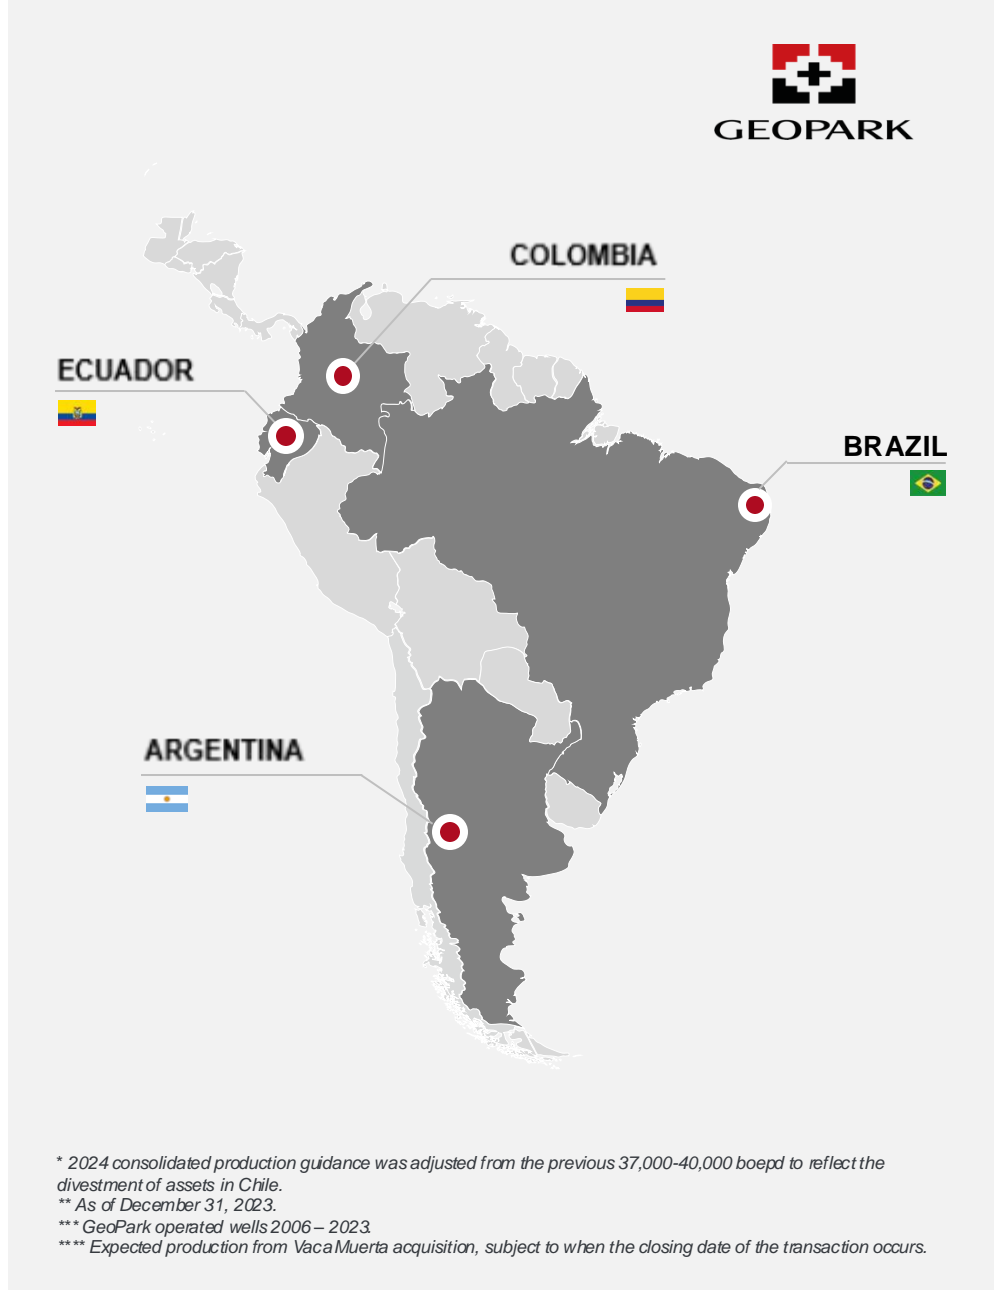 GEOPARK
COLOMBIA
ECUADOR
BRAZIL
ARGENTINA
* 2024 consolidated production guidance was adjusted from the previous 37,000-40,000 boepd to reflect the
divestment of assets in Chile.
** As of December 31, 2023.
*** GeoPark operated wells 2006 – 2023.
**** Expected production from Vaca Muerta acquisition, subject to when the closing date of the transaction occurs.